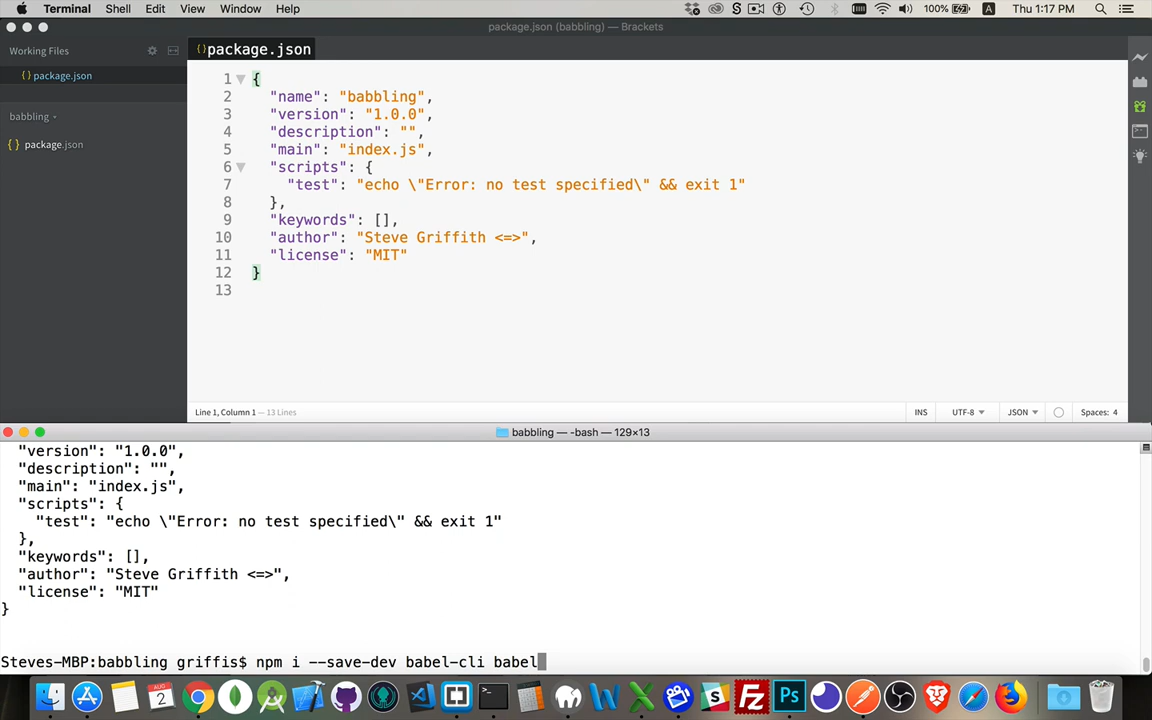 Terminal Shell Edit View Window Help
100%
A
Thu 1:17 PM
package.json (babbling) — Brackets
Working Files
{} package.json
babbling
{} package.json
{} package.json
1 {
2 "name": "babbling",
3 "version": "1.0.0",
4 "description": "",
5 "main": "index.js",
6 "scripts": {
7 "test": "echo \"Error: no test specified\" && exit 1"
8 },
9 "keywords": [],
10 "author": "Steve Griffith <=>",
11 "license": "MIT"
12 }
13
Line 1, Column 1 — 13 Lines
INS UTF-8 JSON Spaces: 4
babbling — -bash — 129×13
"version": "1.0.0",
"description": "",
"main": "index.js",
"scripts": {
"test": "echo \"Error: no test specified\" && exit 1"
},
"keywords": [],
"author": "Steve Griffith <=>",
"license": "MIT"
}
Steves-MBP:babbling griffis$ npm i --save-dev babel-cli babel